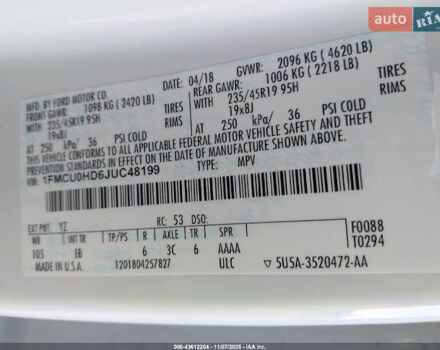 AUTO RIA
MFD. BY FORD MOTOR CO. 04/18 GVWR: 2096 KG ( 4620 LB)
FRONT GAWR: 1098 KG ( 2420 LB) REAR GAWR: 1006 KG ( 2218 LB)
WITH 235/45R19 95H TIRES WITH 235/45R19 95H TIRES
19x8J RIMS 19x8J RIMS
AT 250 kPa/ 36 PSI COLD AT 250 kPa/ 36 PSI COLD
THIS VEHICLE CONFORMS TO ALL APPLICABLE FEDERAL MOTOR VEHICLE SAFETY AND THEFT
PREVENTION STANDARDS IN EFFECT ON THE DATE OF MANUFACTURE SHOWN ABOVE.
1FMCU0HD6JUC48199 TYPE: MPV
EXT PNT: YZ RC: 53 DSO: F0088
WB INT TR TP/PS R AXLE TR SPR T0294
105 EB 6 3C 6 AAAA
MADE IN U.S.A. 1201804257827 ULC 5U5A-3520472-AA
000-43612204 - 11/07/2025 - IAAI.COM